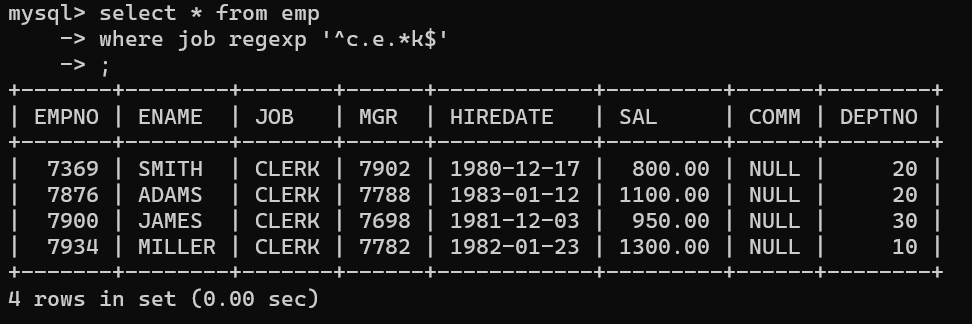 mysql> select * from emp
    -> where job regexp '^c.e.*k$'
    -> ;
+-------+--------+-------+------+------------+---------+------+--------+
| EMPNO | ENAME  | JOB   | MGR  | HIREDATE   | SAL     | COMM | DEPTNO |
+-------+--------+-------+------+------------+---------+------+--------+
|  7369 | SMITH  | CLERK | 7902 | 1980-12-17 |  800.00 | NULL |     20 |
|  7876 | ADAMS  | CLERK | 7788 | 1983-01-12 | 1100.00 | NULL |     20 |
|  7900 | JAMES  | CLERK | 7698 | 1981-12-03 |  950.00 | NULL |     30 |
|  7934 | MILLER | CLERK | 7782 | 1982-01-23 | 1300.00 | NULL |     10 |
+-------+--------+-------+------+------------+---------+------+--------+
4 rows in set (0.00 sec)